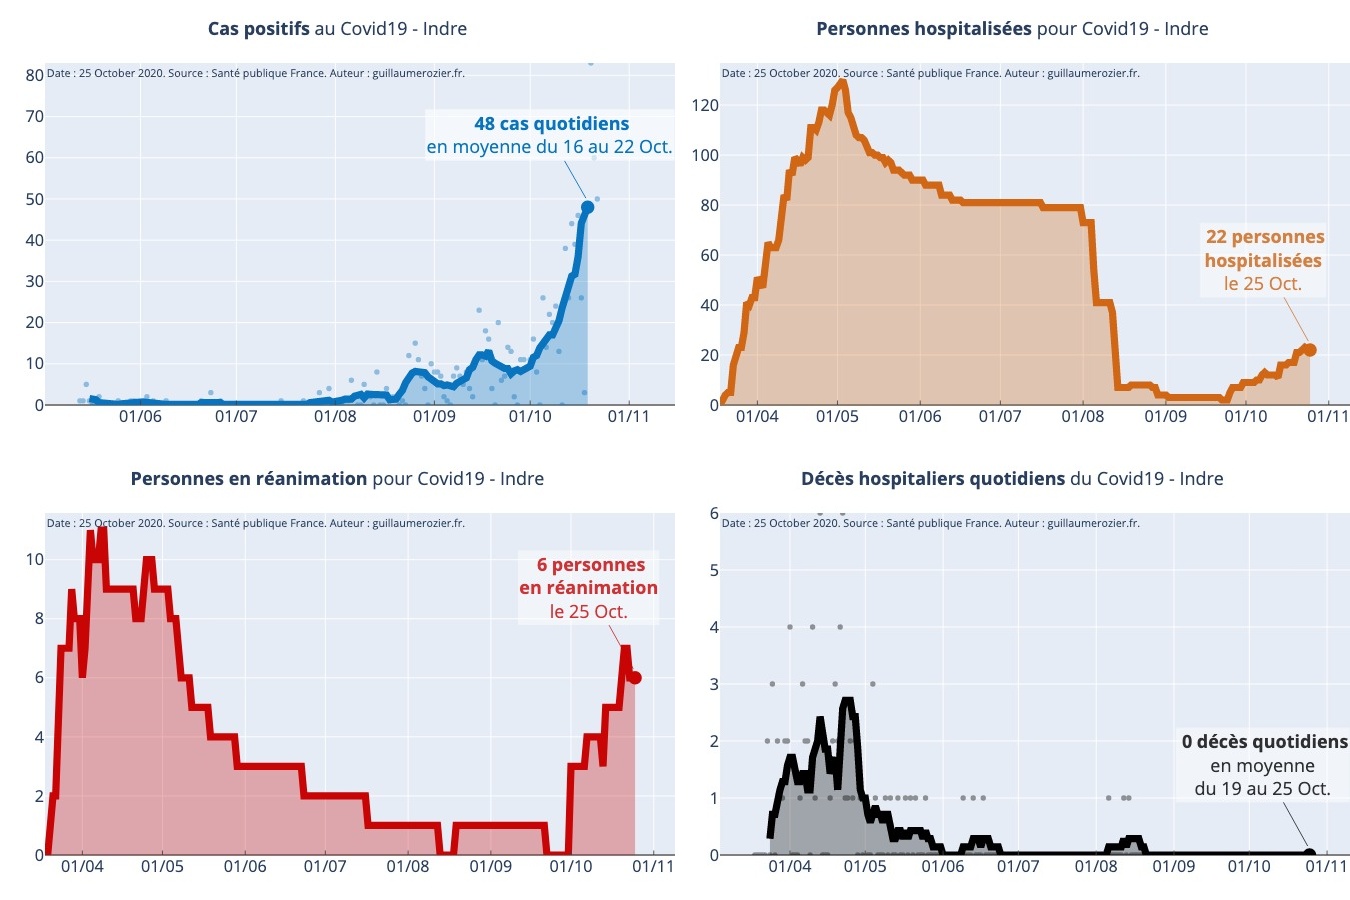 Cas positifs au Covid19 - Indre
Date : 25 October 2020. Source : Santé publique France. Auteur : guillaumerozier.fr.
80
70
60
50
40
30
20
10
0
48 cas quotidiens
en moyenne du 16 au 22 Oct.
01/06 01/07 01/08 01/09 01/10 01/11
Personnes hospitalisées pour Covid19 - Indre
Date : 25 October 2020. Source : Santé publique France. Auteur : guillaumerozier.fr.
120
100
80
60
40
20
0
22 personnes
hospitalisées
le 25 Oct.
01/04 01/05 01/06 01/07 01/08 01/09 01/10 01/11
Personnes en réanimation pour Covid19 - Indre
Date : 25 October 2020. Source : Santé publique France. Auteur : guillaumerozier.fr.
10
8
6
4
2
0
6 personnes
en réanimation
le 25 Oct.
01/04 01/05 01/06 01/07 01/08 01/09 01/10 01/11
Décès hospitaliers quotidiens du Covid19 - Indre
Date : 25 October 2020. Source : Santé publique France. Auteur : guillaumerozier.fr.
6
5
4
3
2
1
0
0 décès quotidiens
en moyenne
du 19 au 25 Oct.
01/04 01/05 01/06 01/07 01/08 01/09 01/10 01/11